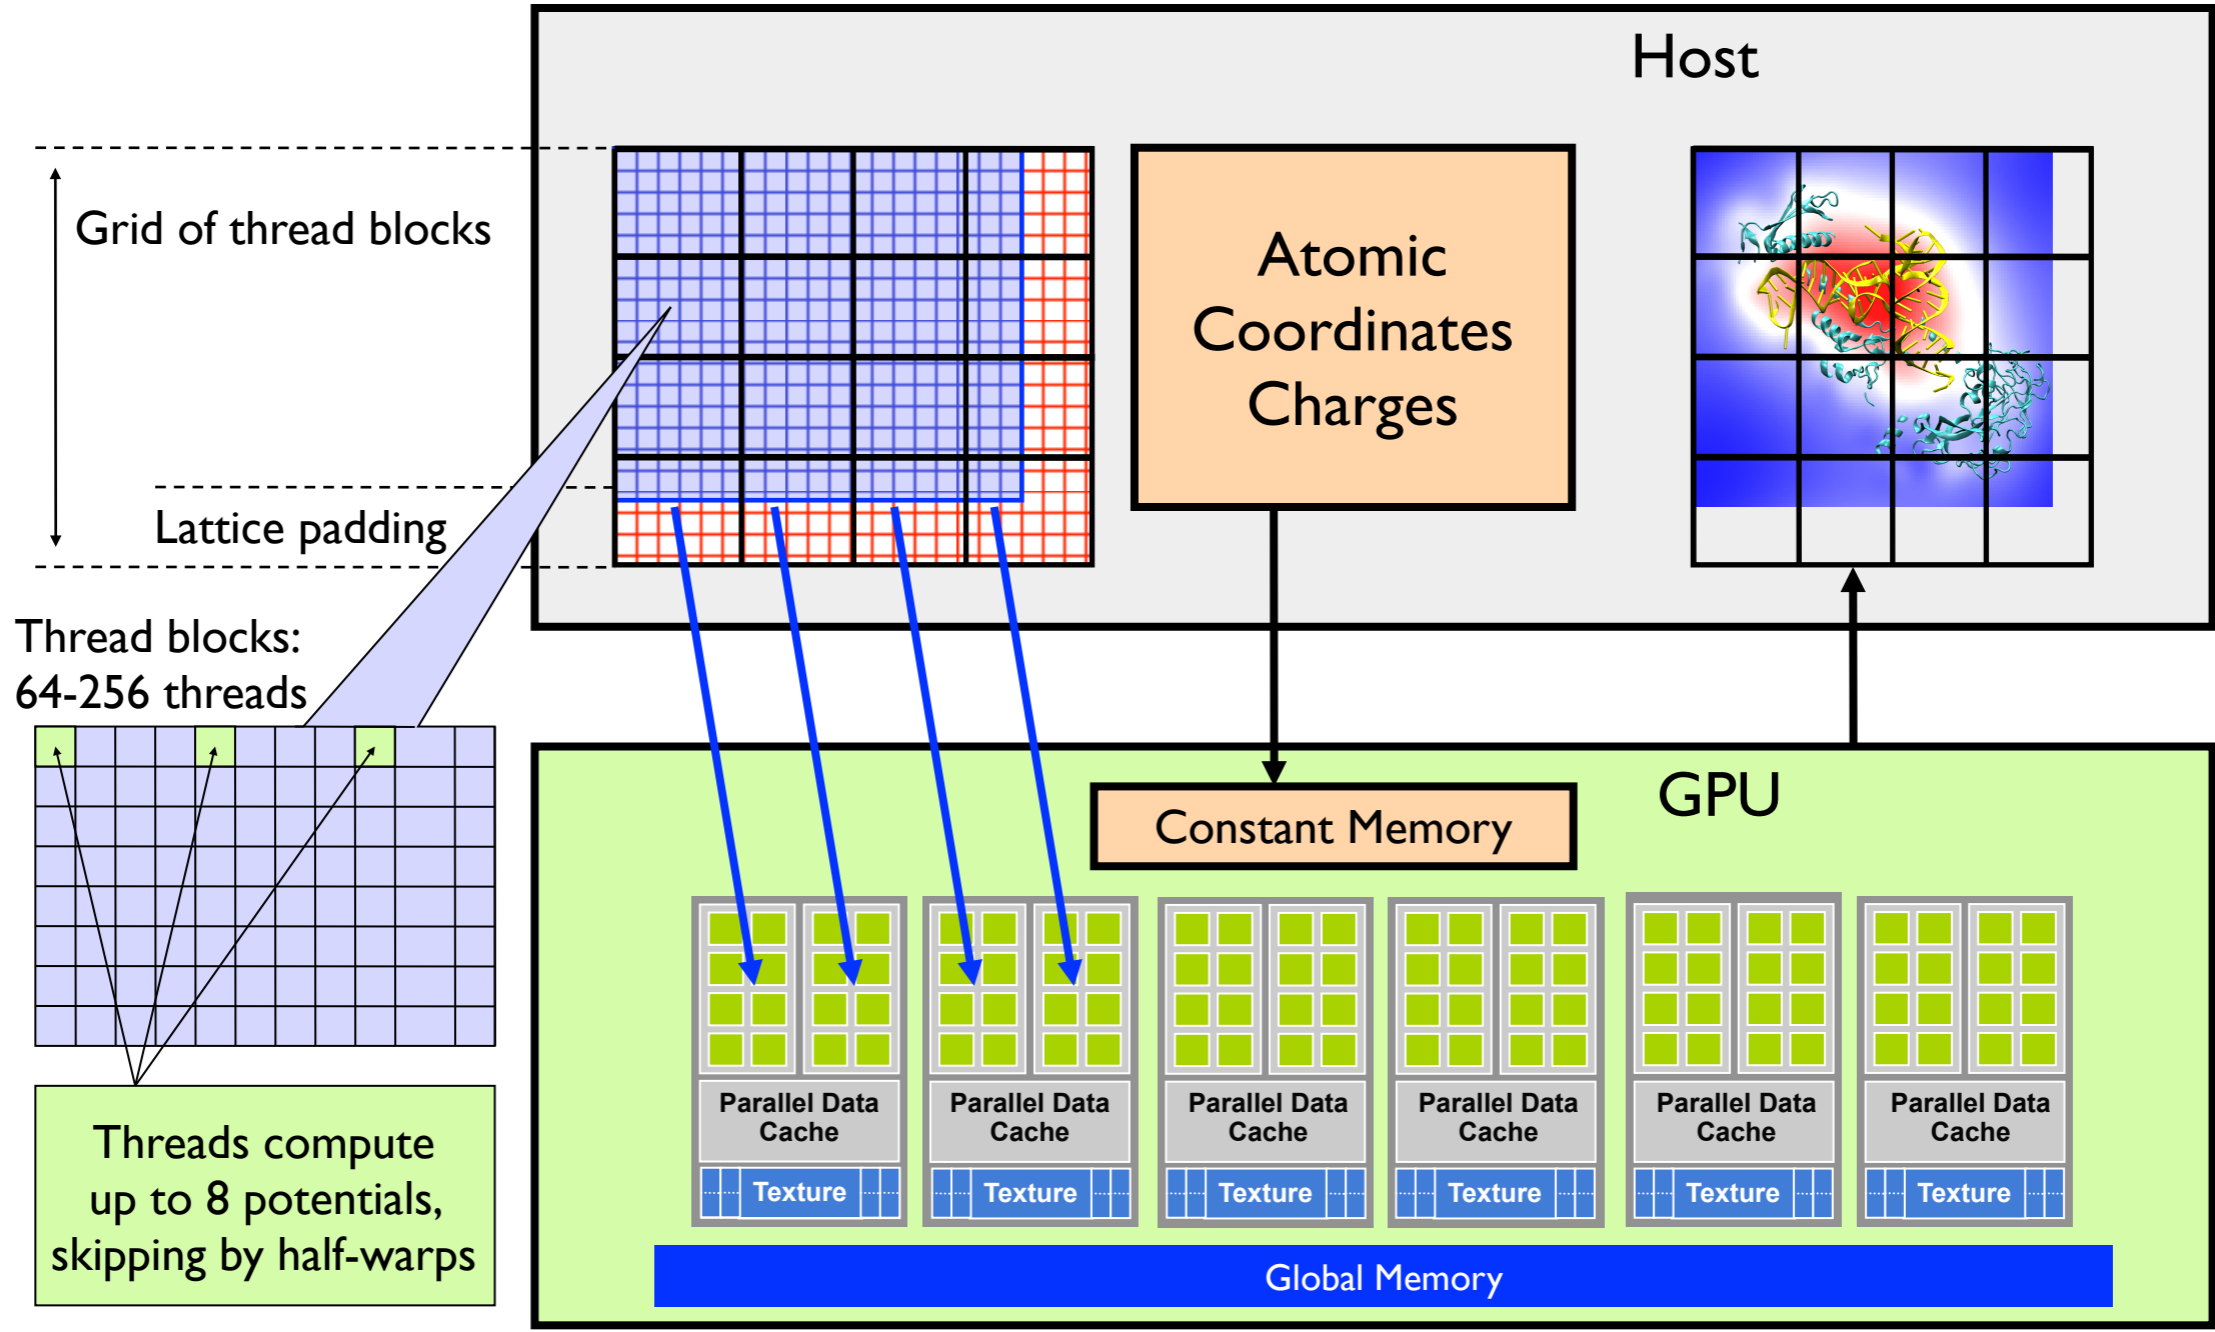 Host
Grid of thread blocks
Atomic
Coordinates
Charges
Lattice padding
Thread blocks:
64-256 threads
GPU
Constant Memory
Parallel Data
Cache
Parallel Data
Cache
Parallel Data
Cache
Parallel Data
Cache
Parallel Data
Cache
Parallel Data
Cache
Texture
Texture
Texture
Texture
Texture
Texture
Threads compute
up to 8 potentials,
skipping by half-warps
Global Memory